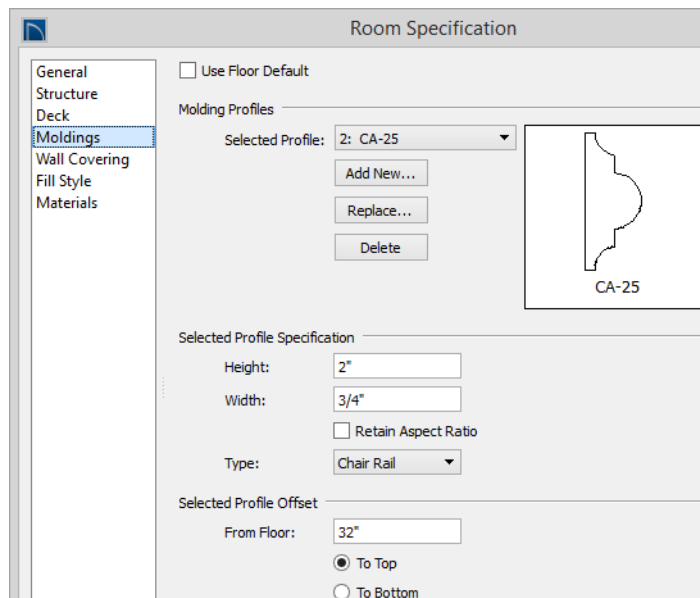 Room Specification
General
Structure
Deck
Moldings
Wall Covering
Fill Style
Materials
Use Floor Default
Molding Profiles
Selected Profile: 2: CA-25
Add New...
Replace...
Delete
CA-25
Selected Profile Specification
Height: 2"
Width: 3/4"
Retain Aspect Ratio
Type: Chair Rail
Selected Profile Offset
From Floor: 32"
To Top
To Bottom